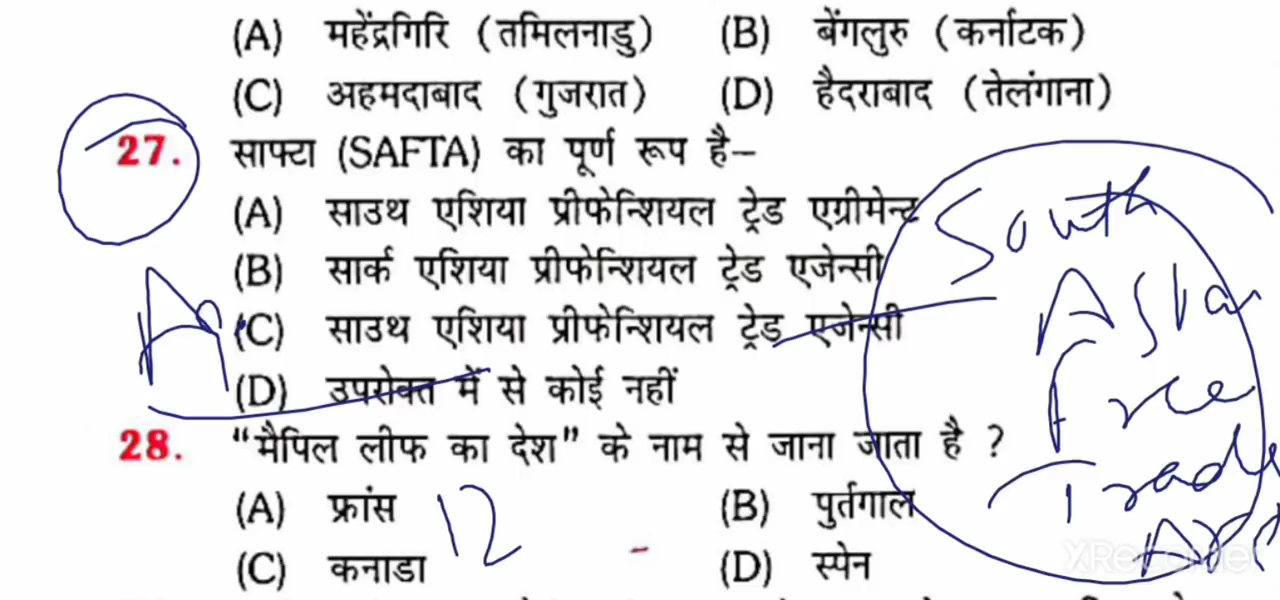 (A) महेंद्रगिरि (तमिलनाडु) (B) बेंगलुरु (कर्नाटक)
(C) अहमदाबाद (गुजरात) (D) हैदराबाद (तेलंगाना)
27. साफ्टा (SAFTA) का पूर्ण रूप है–
(A) साउथ एशिया प्रीफेन्शियल ट्रेड एग्रीमेन्ट
(B) सार्क एशिया प्रीफेन्शियल ट्रेड एजेन्सी
(C) साउथ एशिया प्रीफेन्शियल ट्रेड एजेन्सी
(D) उपरोक्त में से कोई नहीं
South
Asian
Free
Trade
28. “मैपिल लीफ का देश” के नाम से जाना जाता है ?
(A) फ्रांस (B) पुर्तगाल
12
(C) कनाडा (D) स्पेन
XRecorder